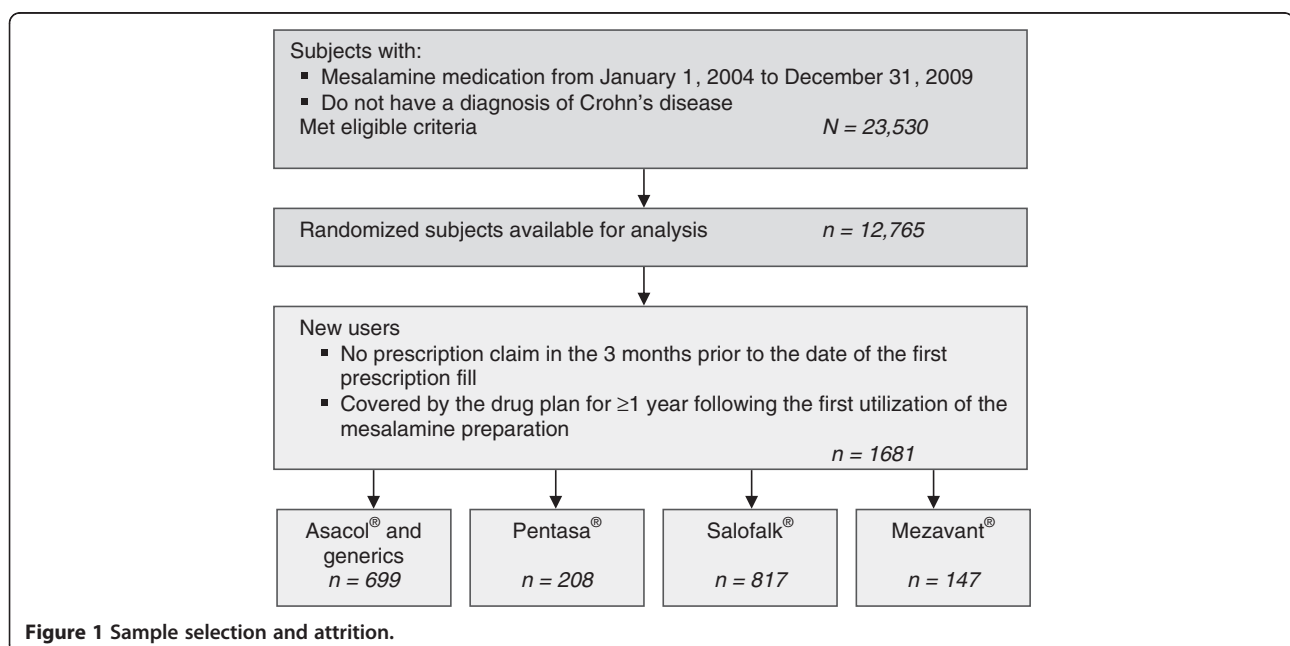 Subjects with:
▪ Mesalamine medication from January 1, 2004 to December 31, 2009
▪ Do not have a diagnosis of Crohn's disease
Met eligible criteria N = 23,530
Randomized subjects available for analysis n = 12,765
New users
▪ No prescription claim in the 3 months prior to the date of the first
prescription fill
▪ Covered by the drug plan for ≥1 year following the first utilization of the
mesalamine preparation
n = 1681
Asacol® and
generics
n = 699
Pentasa®
n = 208
Salofalk®
n = 817
Mezavant®
n = 147
Figure 1 Sample selection and attrition.